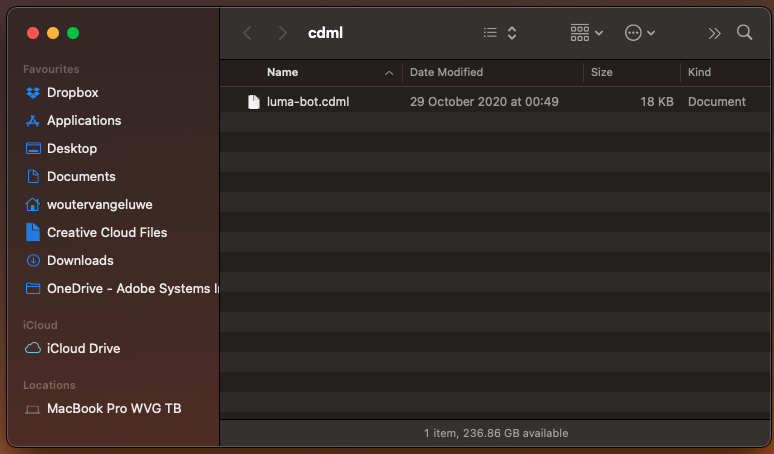 cdml
Favourites
Dropbox
Applications
Desktop
Documents
woutervangeluwe
Creative Cloud Files
Downloads
OneDrive - Adobe Systems I
iCloud
iCloud Drive
Locations
MacBook Pro WVG TB
Name Date Modified Size Kind
luma-bot.cdml 29 October 2020 at 00:49 18 KB Document
1 item, 236.86 GB available